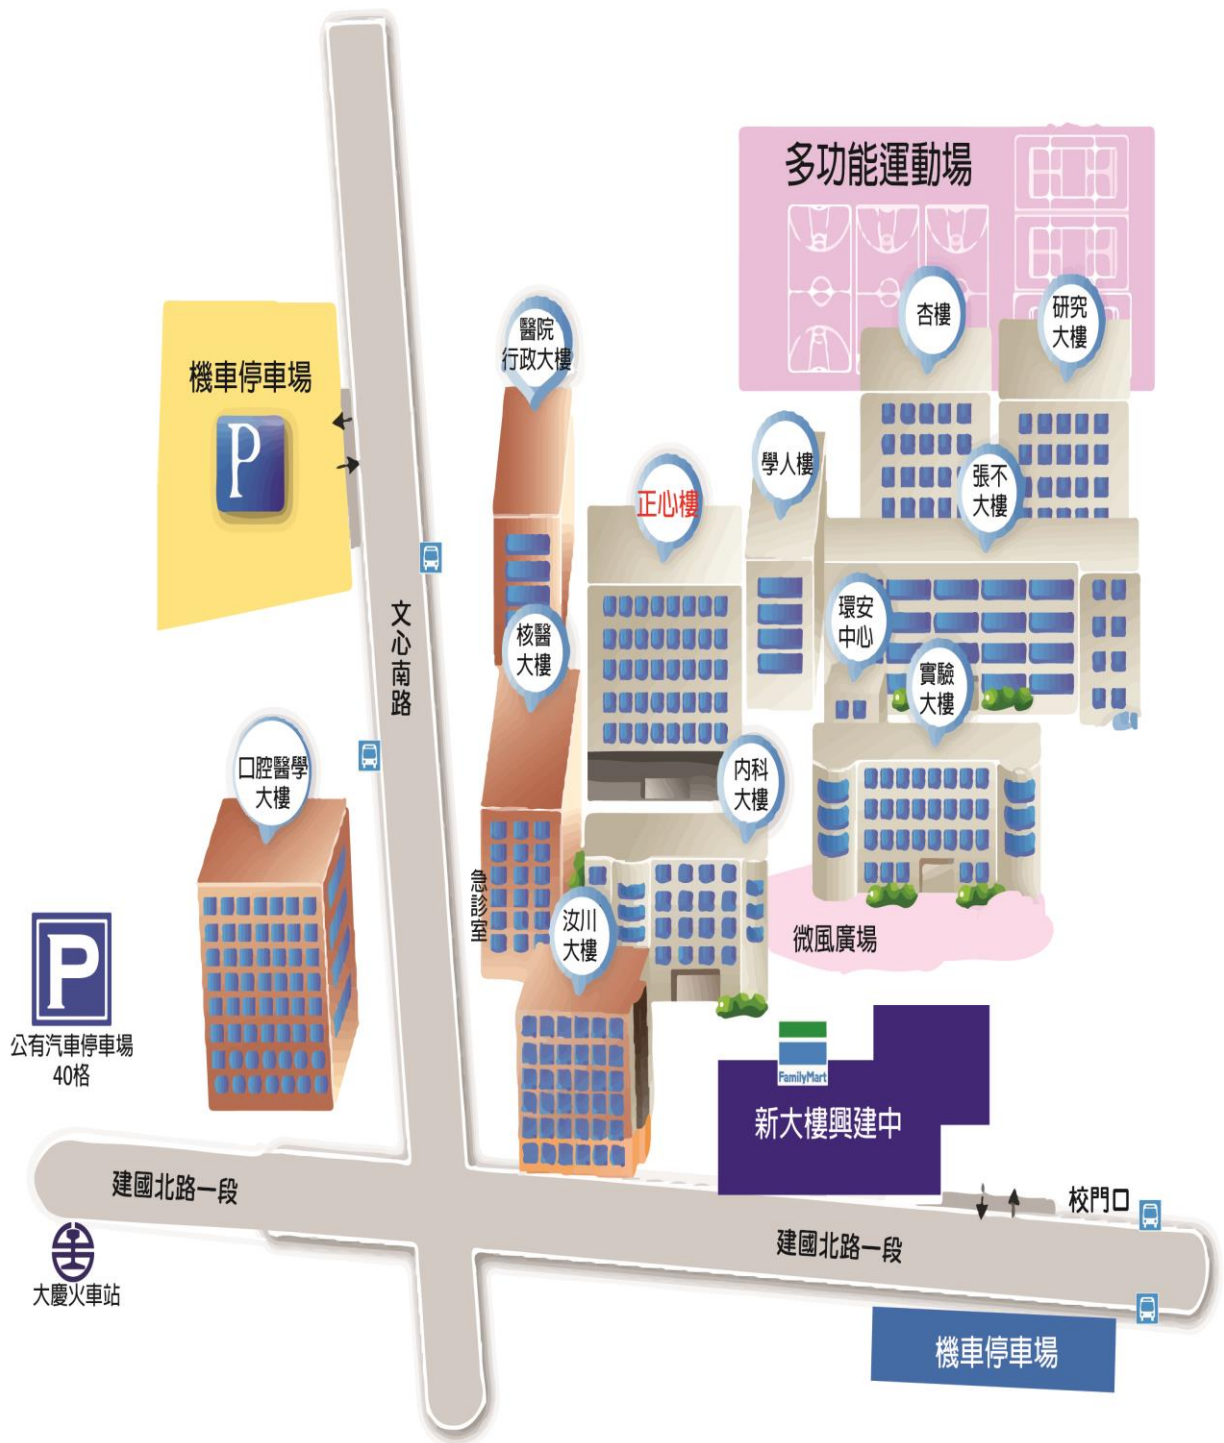 多功能運動場
杏樓
研究
大樓
醫院
行政大樓
機車停車場
P
學人樓
正心樓
張不
大樓
環安
中心
核醫
大樓
實驗
大樓
文心南路
口腔醫學
大樓
內科
大樓
急診室
汝川
大樓
微風廣場
P
公有汽車停車場
40格
FamilyMart
新大樓興建中
建國北路一段
校門口
建國北路一段
大慶火車站
機車停車場